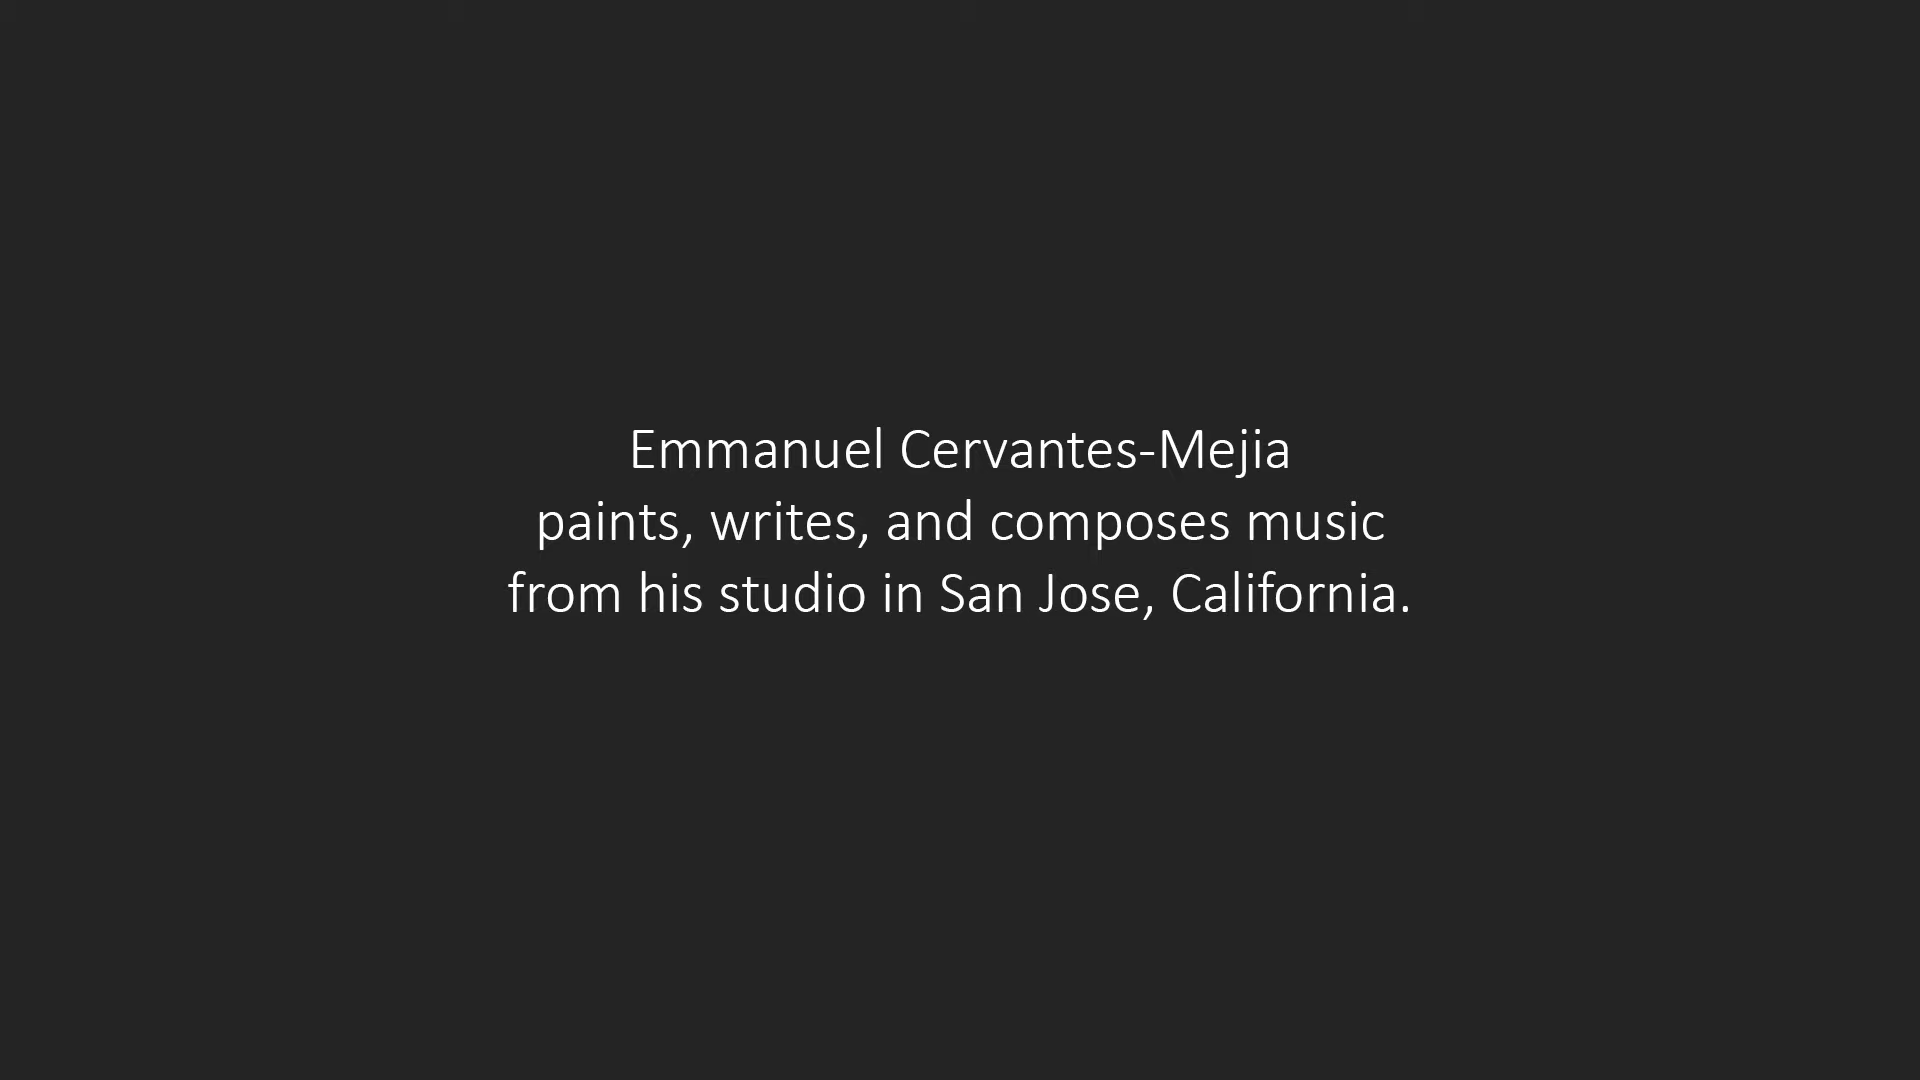 Emmanuel Cervantes-Mejia
paints, writes, and composes music
from his studio in San Jose, California.